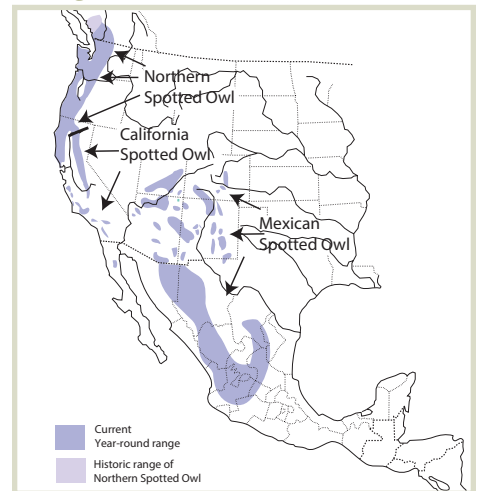 Northern
Spotted Owl
California
Spotted Owl
Mexican
Spotted Owl
Current
Year-round range
Historic range of
Northern Spotted Owl